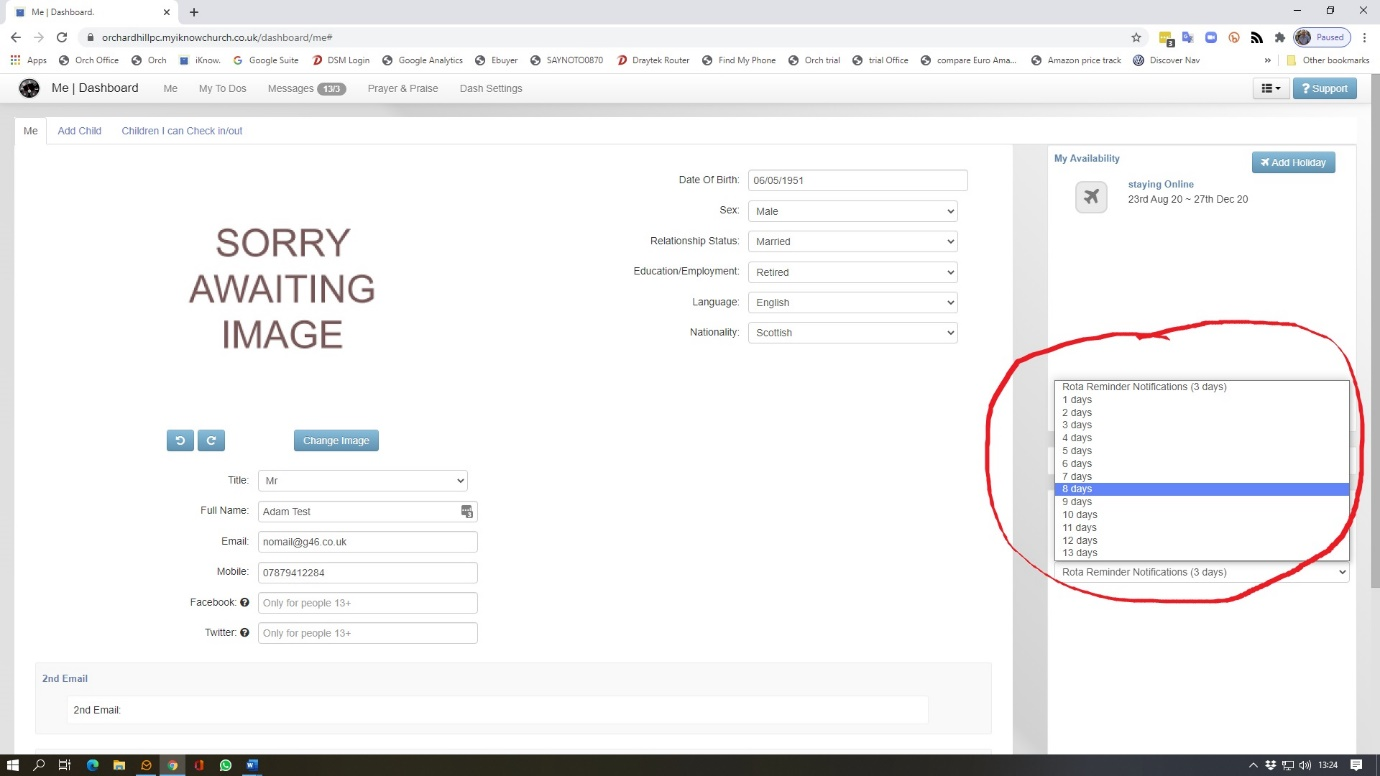 Me | Dashboard.
orchardhillpc.myiknowchurch.co.uk/dashboard/me#
Paused
Apps Orch Office Orch iKnow. Google Suite DSM Login Google Analytics Ebuyer SAYNOTO0870 Draytek Router Find My Phone Orch trial trial Office compare Euro Ama... Amazon price track Discover Nav » Other bookmarks
Me | Dashboard Me My To Dos Messages 13/3 Prayer & Praise Dash Settings ? Support
Me Add Child Children I can Check in/out
SORRY
AWAITING
IMAGE
Change Image
Title: Mr
Full Name: Adam Test
Email: nomail@g46.co.uk
Mobile: 07879412284
Facebook: ? Only for people 13+
Twitter: ? Only for people 13+
Date Of Birth: 06/05/1951
Sex: Male
Relationship Status: Married
Education/Employment: Retired
Language: English
Nationality: Scottish
My Availability
Add Holiday
staying Online
23rd Aug 20 ~ 27th Dec 20
Rota Reminder Notifications (3 days)
1 days
2 days
3 days
4 days
5 days
6 days
7 days
8 days
9 days
10 days
11 days
12 days
13 days
Rota Reminder Notifications (3 days)
2nd Email
2nd Email:
13:24